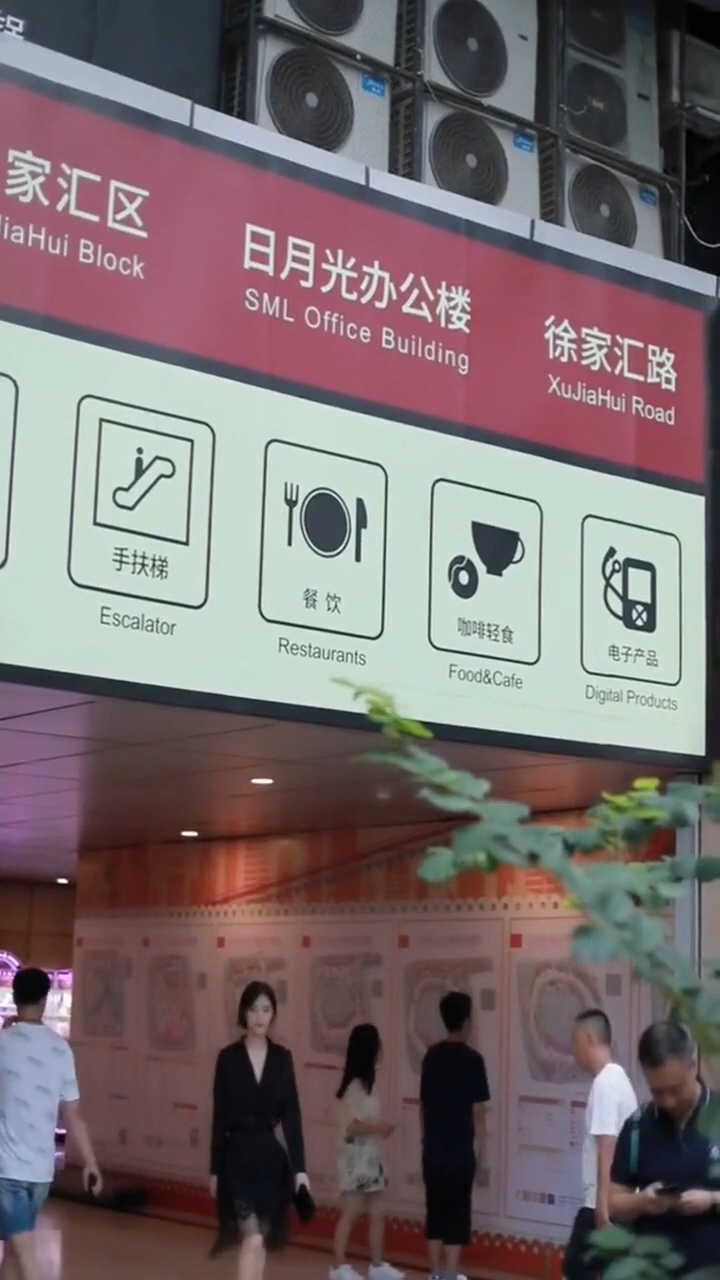 家汇区
JiaHui Block
日月光办公楼
SML Office Building
徐家汇路
XuJiaHui Road
手扶梯
Escalator
餐饮
Restaurants
咖啡轻食
Food&Cafe
电子产品
Digital Products